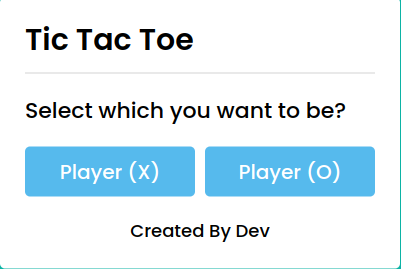 Tic Tac Toe
Select which you want to be?
Player (X) Player (O)
Created By Dev